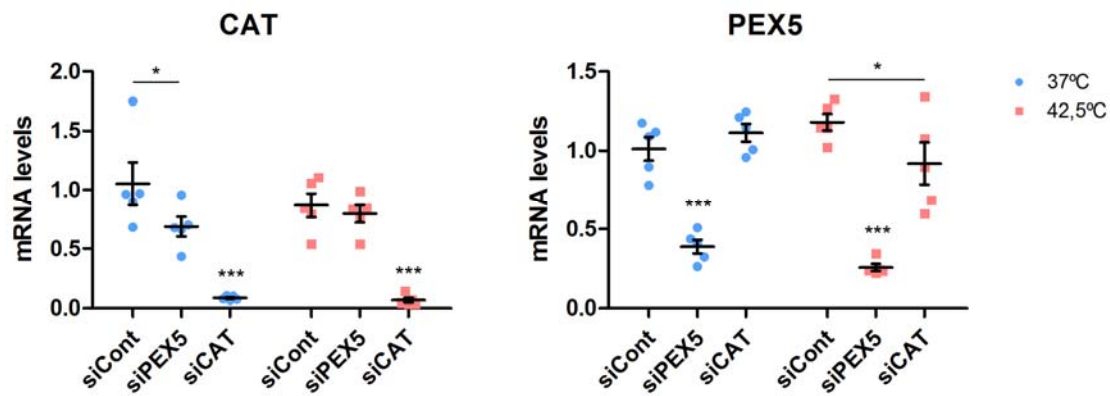 CAT
mRNA levels
2.0
1.5
1.0
0.5
0.0
*
***
***
siCont
siPEX5
siCAT
siCont
siPEX5
siCAT
PEX5
mRNA levels
1.5
1.0
0.5
0.0
***
*
***
siCont
siPEX5
siCAT
siCont
siPEX5
siCAT
37ºC
42,5ºC